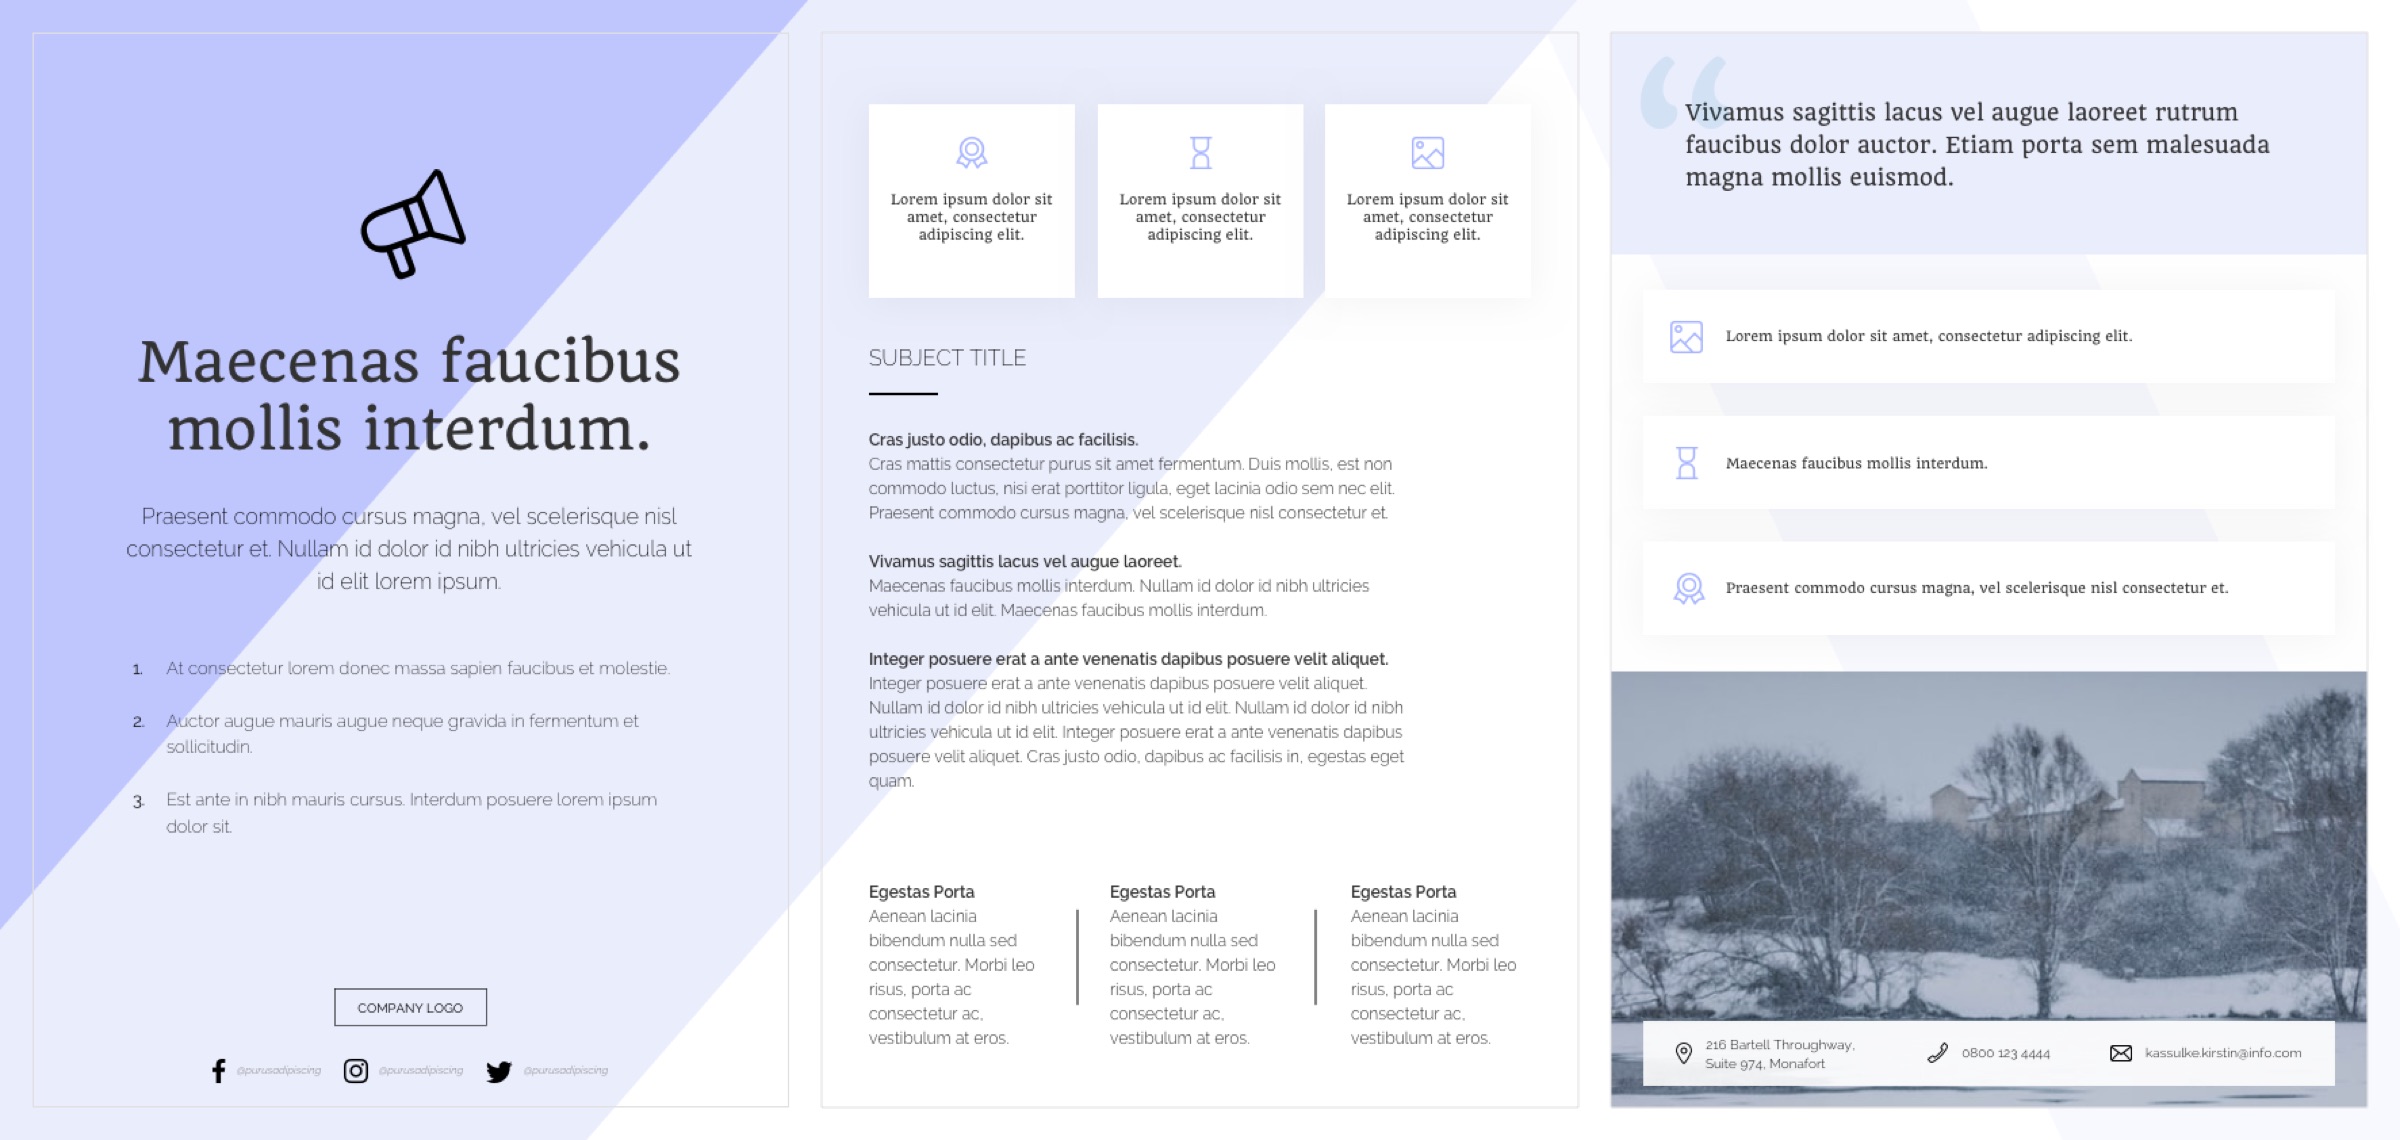 Maecenas faucibus
mollis interdum.
Praesent commodo cursus magna, vel scelerisque nisl
consectetur et. Nullam id dolor id nibh ultricies vehicula ut
id elit lorem ipsum.
1. At consectetur lorem donec massa sapien faucibus et molestie.
2. Auctor augue mauris augue neque gravida in fermentum et
sollicitudin.
3. Est ante in nibh mauris cursus. Interdum posuere lorem ipsum
dolor sit.
COMPANY LOGO
@purusadipiscing @purusadipiscing @purusadipiscing
Lorem ipsum dolor sit
amet, consectetur
adipiscing elit.
Lorem ipsum dolor sit
amet, consectetur
adipiscing elit.
Lorem ipsum dolor sit
amet, consectetur
adipiscing elit.
SUBJECT TITLE
Cras justo odio, dapibus ac facilisis.
Cras mattis consectetur purus sit amet fermentum. Duis mollis, est non
commodo luctus, nisi erat porttitor ligula, eget lacinia odio sem nec elit.
Praesent commodo cursus magna, vel scelerisque nisl consectetur et.
Vivamus sagittis lacus vel augue laoreet.
Maecenas faucibus mollis interdum. Nullam id dolor id nibh ultricies
vehicula ut id elit. Maecenas faucibus mollis interdum.
Integer posuere erat a ante venenatis dapibus posuere velit aliquet.
Integer posuere erat a ante venenatis dapibus posuere velit aliquet.
Nullam id dolor id nibh ultricies vehicula ut id elit. Nullam id dolor id nibh
ultricies vehicula ut id elit. Integer posuere erat a ante venenatis dapibus
posuere velit aliquet. Cras justo odio, dapibus ac facilisis in, egestas eget
quam.
Egestas Porta
Aenean lacinia
bibendum nulla sed
consectetur. Morbi leo
risus, porta ac
consectetur ac,
vestibulum at eros.
Egestas Porta
Aenean lacinia
bibendum nulla sed
consectetur. Morbi leo
risus, porta ac
consectetur ac,
vestibulum at eros.
Egestas Porta
Aenean lacinia
bibendum nulla sed
consectetur. Morbi leo
risus, porta ac
consectetur ac,
vestibulum at eros.
“
Vivamus sagittis lacus vel augue laoreet rutrum
faucibus dolor auctor. Etiam porta sem malesuada
magna mollis euismod.
Lorem ipsum dolor sit amet, consectetur adipiscing elit.
Maecenas faucibus mollis interdum.
Praesent commodo cursus magna, vel scelerisque nisl consectetur et.
216 Bartell Throughway,
Suite 974, Monafort
0800 123 4444
kassulke.kirstin@info.com